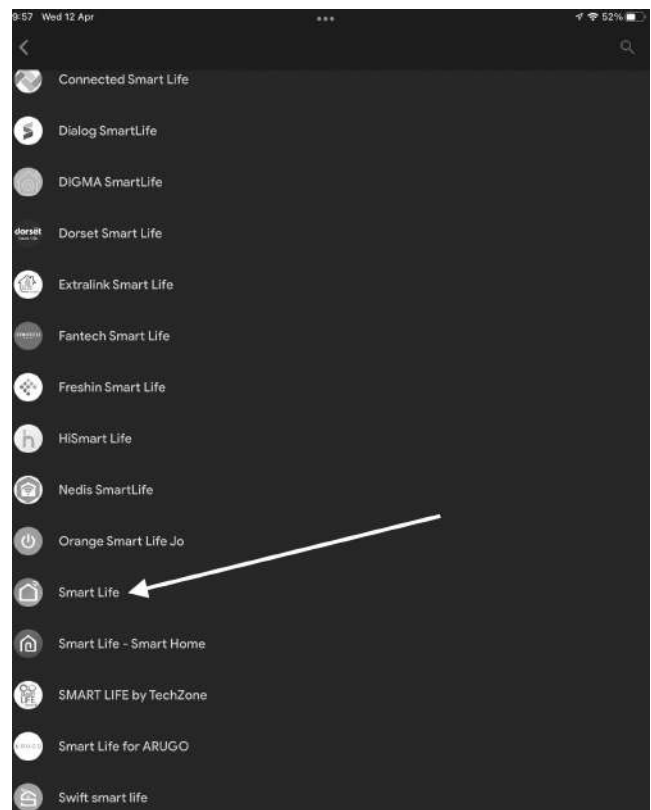 9:57 Wed 12 Apr
52%
Connected Smart Life
Dialog SmartLife
DIGMA SmartLife
dorsët
Dorset Smart Life
Extralink Smart Life
Fantech Smart Life
Freshin Smart Life
h
HiSmart Life
Nedis SmartLife
Orange Smart Life Jo
Smart Life
Smart Life - Smart Home
LIFE
SMART LIFE by TechZone
Smart Life for ARUGO
Swift smart life